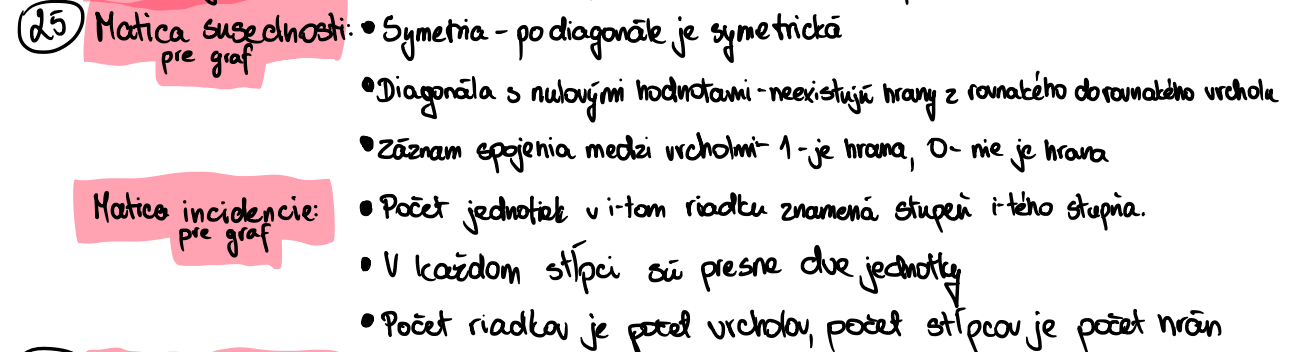 25 Matica susednosti: • Symetria - po diagonále je symetrická
pre graf
• Diagonála s nulovými hodnotami - neexistujú hrany z rovnakého do rovnakého vrcholu
• Záznam spojenia medzi vrcholmi - 1 - je hrana, 0 - nie je hrana
Matica incidencie: • Počet jednotiek v i-tom riadku znamená stupeň i-tého stupňa.
pre graf
• V každom stĺpci sú presne dve jednotky
• Počet riadkov je počet vrcholov, počet stĺpcov je počet hrán